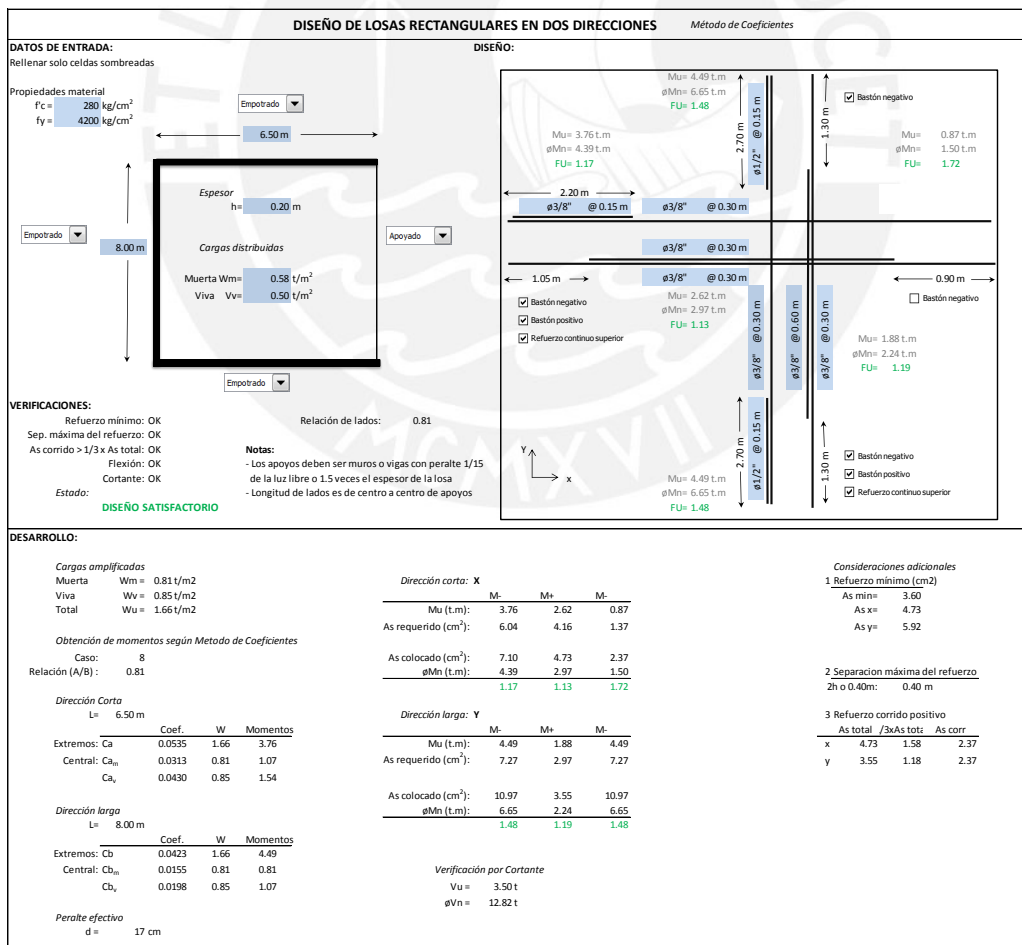 DISEÑO DE LOSAS RECTANGULARES EN DOS DIRECCIONES Método de Coeficientes
DATOS DE ENTRADA:
Rellenar solo celdas sombreadas
Propiedades material
f'c = 280 kg/cm²
fy = 4200 kg/cm²
Empotrado
6.50 m
Espesor
h= 0.20 m
Empotrado
8.00 m
Apoyado
Cargas distribuidas
Muerta Wm= 0.58 t/m²
Viva Vv= 0.50 t/m²
Empotrado
DISEÑO:
Mu= 4.49 t.m
øMn= 6.65 t.m
FU= 1.48
2.70 m
ø1/2" @ 0.15 m
1.30 m
Bastón negativo
Mu= 3.76 t.m
øMn= 4.39 t.m
FU= 1.17
Mu= 0.87 t.m
øMn= 1.50 t.m
FU= 1.72
2.20 m
ø3/8" @ 0.15 m ø3/8" @ 0.30 m
ø3/8" @ 0.30 m
1.05 m ø3/8" @ 0.30 m 0.90 m
Bastón negativo
Bastón positivo
Refuerzo continuo superior
Mu= 2.62 t.m
øMn= 2.97 t.m
FU= 1.13
Bastón negativo
ø3/8" @ 0.30 m
ø3/8" @ 0.60 m
ø3/8" @ 0.30 m
Mu= 1.88 t.m
øMn= 2.24 t.m
FU= 1.19
2.70 m
ø1/2" @ 0.15 m
1.30 m
Bastón negativo
Bastón positivo
Refuerzo continuo superior
Y
x
Mu= 4.49 t.m
øMn= 6.65 t.m
FU= 1.48
VERIFICACIONES:
Refuerzo mínimo: OK
Sep. máxima del refuerzo: OK
As corrido > 1/3 x As total: OK
Flexión: OK
Cortante: OK
Estado:
DISEÑO SATISFACTORIO
Relación de lados: 0.81
Notas:
- Los apoyos deben ser muros o vigas con peralte 1/15
de la luz libre o 1.5 veces el espesor de la losa
- Longitud de lados es de centro a centro de apoyos
DESARROLLO:
Cargas amplificadas
Muerta Wm = 0.81 t/m2
Viva Wv = 0.85 t/m2
Total Wu = 1.66 t/m2
Obtención de momentos según Metodo de Coeficientes
Caso: 8
Relación (A/B) : 0.81
Dirección Corta
L= 6.50 m
Coef. W Momentos
Extremos: Ca 0.0535 1.66 3.76
Central: Caₘ 0.0313 0.81 1.07
Caᵥ 0.0430 0.85 1.54
Dirección larga
L= 8.00 m
Coef. W Momentos
Extremos: Cb 0.0423 1.66 4.49
Central: Cbₘ 0.0155 0.81 0.81
Cbᵥ 0.0198 0.85 1.07
Peralte efectivo
d = 17 cm
Dirección corta: X
M- M+ M-
Mu (t.m): 3.76 2.62 0.87
As requerido (cm²): 6.04 4.16 1.37
As colocado (cm²): 7.10 4.73 2.37
øMn (t.m): 4.39 2.97 1.50
1.17 1.13 1.72
Dirección larga: Y
M- M+ M-
Mu (t.m): 4.49 1.88 4.49
As requerido (cm²): 7.27 2.97 7.27
As colocado (cm²): 10.97 3.55 10.97
øMn (t.m): 6.65 2.24 6.65
1.48 1.19 1.48
Verificación por Cortante
Vu = 3.50 t
øVn = 12.82 t
Consideraciones adicionales
1 Refuerzo mínimo (cm2)
As min= 3.60
As x= 4.73
As y= 5.92
2 Separacion máxima del refuerzo
2h o 0.40m: 0.40 m
3 Refuerzo corrido positivo
As total /3xAs tota As corr
x 4.73 1.58 2.37
y 3.55 1.18 2.37
MCMXVII